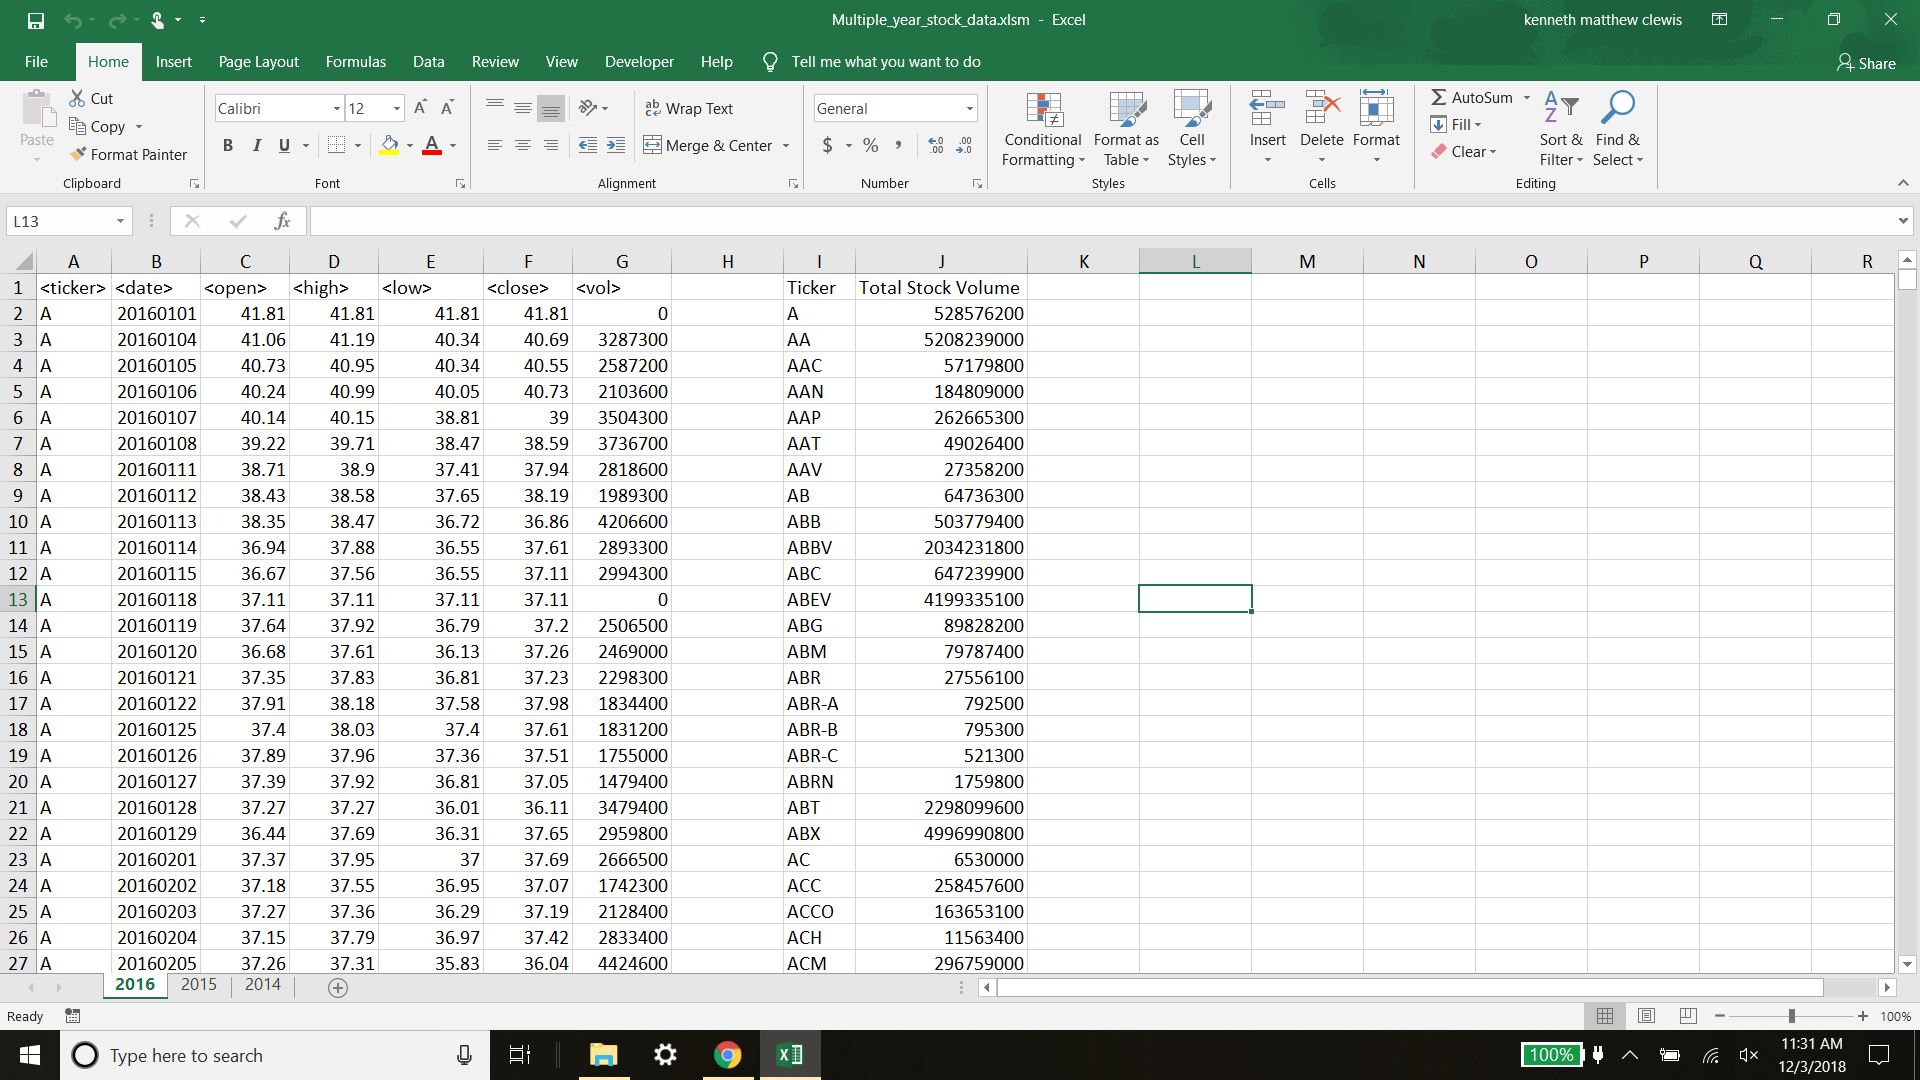 Multiple_year_stock_data.xlsm - Excel
kenneth matthew clewis
File Home Insert Page Layout Formulas Data Review View Developer Help Tell me what you want to do Share
Paste Cut Copy Format Painter Clipboard
Calibri 12 B I U A Font
Wrap Text Merge & Center Alignment
General $ % , Number
Conditional Formatting Format as Table Cell Styles Styles
Insert Delete Format Cells
AutoSum Fill Clear Sort & Filter Find & Select Editing
L13 fx
A B C D E F G H I J K L M N O P Q R
1 <ticker> <date> <open> <high> <low> <close> <vol> Ticker Total Stock Volume
2 A 20160101 41.81 41.81 41.81 41.81 0 A 528576200
3 A 20160104 41.06 41.19 40.34 40.69 3287300 AA 5208239000
4 A 20160105 40.73 40.95 40.34 40.55 2587200 AAC 57179800
5 A 20160106 40.24 40.99 40.05 40.73 2103600 AAN 184809000
6 A 20160107 40.14 40.15 38.81 39 3504300 AAP 262665300
7 A 20160108 39.22 39.71 38.47 38.59 3736700 AAT 49026400
8 A 20160111 38.71 38.9 37.41 37.94 2818600 AAV 27358200
9 A 20160112 38.43 38.58 37.65 38.19 1989300 AB 64736300
10 A 20160113 38.35 38.47 36.72 36.86 4206600 ABB 503779400
11 A 20160114 36.94 37.88 36.55 37.61 2893300 ABBV 2034231800
12 A 20160115 36.67 37.56 36.55 37.11 2994300 ABC 647239900
13 A 20160118 37.11 37.11 37.11 37.11 0 ABEV 4199335100
14 A 20160119 37.64 37.92 36.79 37.2 2506500 ABG 89828200
15 A 20160120 36.68 37.61 36.13 37.26 2469000 ABM 79787400
16 A 20160121 37.35 37.83 36.81 37.23 2298300 ABR 27556100
17 A 20160122 37.91 38.18 37.58 37.98 1834400 ABR-A 792500
18 A 20160125 37.4 38.03 37.4 37.61 1831200 ABR-B 795300
19 A 20160126 37.89 37.96 37.36 37.51 1755000 ABR-C 521300
20 A 20160127 37.39 37.92 36.81 37.05 1479400 ABRN 1759800
21 A 20160128 37.27 37.27 36.01 36.11 3479400 ABT 2298099600
22 A 20160129 36.44 37.69 36.31 37.65 2959800 ABX 4996990800
23 A 20160201 37.37 37.95 37 37.69 2666500 AC 6530000
24 A 20160202 37.18 37.55 36.95 37.07 1742300 ACC 258457600
25 A 20160203 37.27 37.36 36.29 37.19 2128400 ACCO 163653100
26 A 20160204 37.15 37.79 36.97 37.42 2833400 ACH 11563400
27 A 20160205 37.26 37.31 35.83 36.04 4424600 ACM 296759000
2016 2015 2014
Ready 100%
Type here to search
100%
11:31 AM
12/3/2018